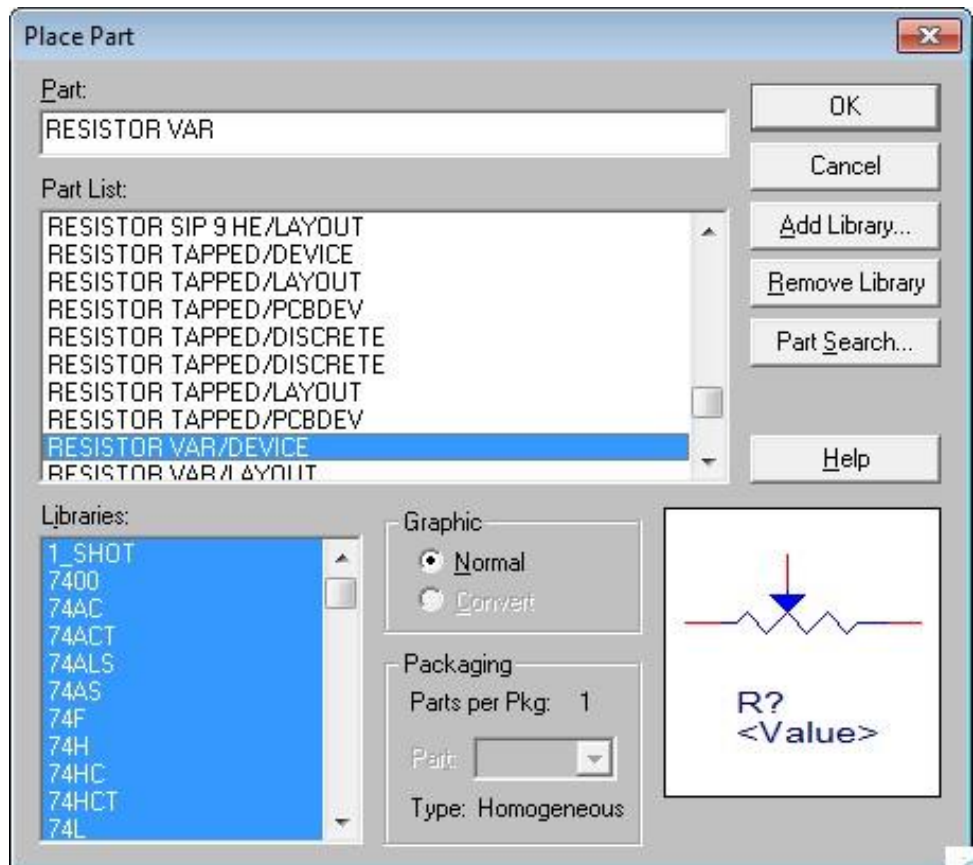 Place Part
Part:
RESISTOR VAR
OK
Cancel
Part List:
RESISTOR SIP 9 HE/LAYOUT
RESISTOR TAPPED/DEVICE
RESISTOR TAPPED/LAYOUT
RESISTOR TAPPED/PCBDEV
RESISTOR TAPPED/DISCRETE
RESISTOR TAPPED/DISCRETE
RESISTOR TAPPED/LAYOUT
RESISTOR TAPPED/PCBDEV
RESISTOR VAR/DEVICE
RESISTOR VAR/LAYOUT
Add Library...
Remove Library
Part Search...
Help
Libraries:
1_SHOT
7400
74AC
74ACT
74ALS
74AS
74F
74H
74HC
74HCT
74L
Graphic
Normal
Convert
Packaging
Parts per Pkg: 1
Part:
Type: Homogeneous
R?
<Value>